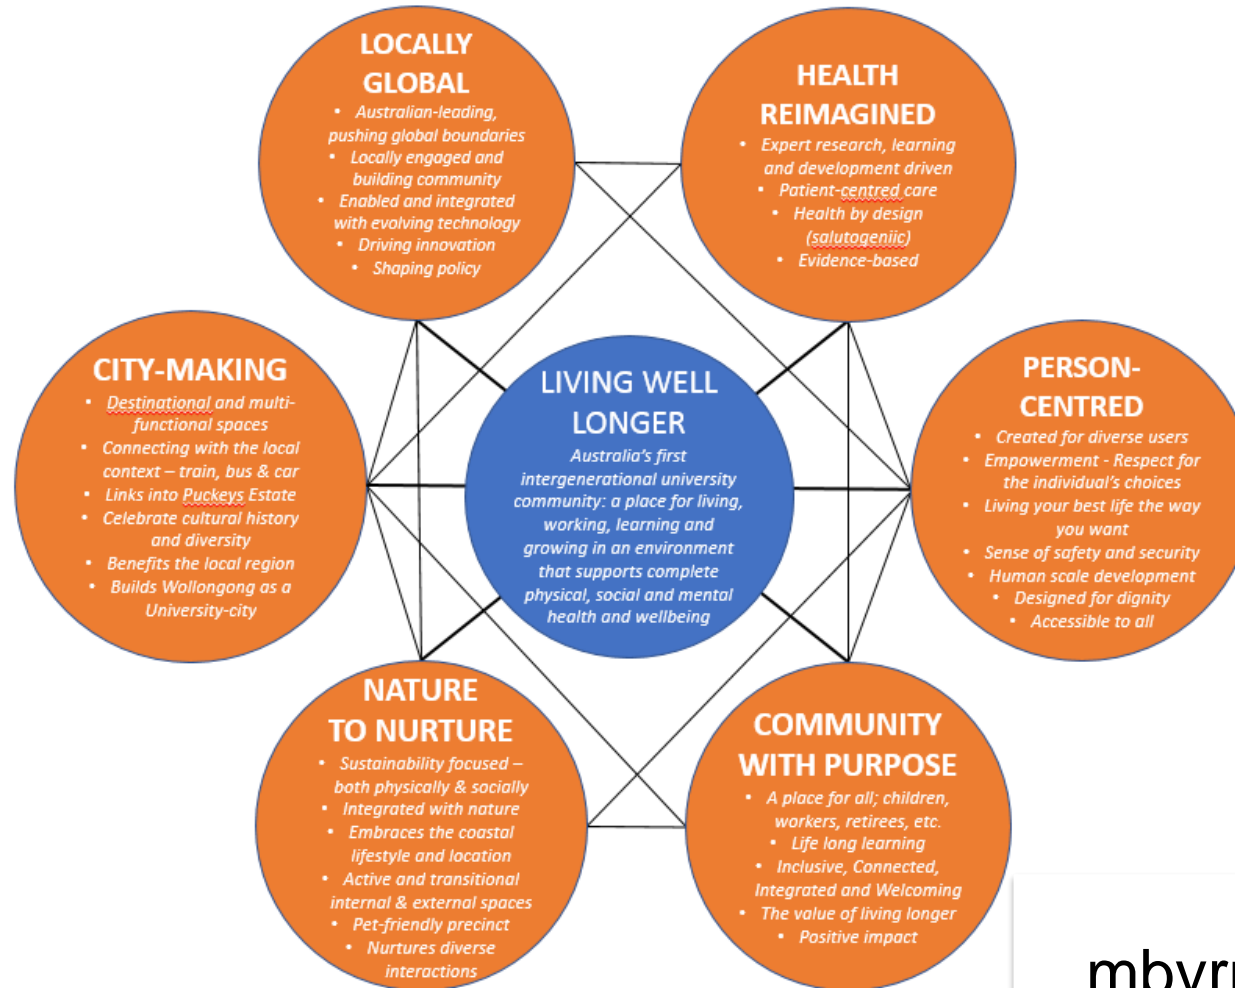 LOCALLY
GLOBAL
• Australian-leading,
pushing global boundaries
• Locally engaged and
building community
• Enabled and integrated
with evolving technology
• Driving innovation
• Shaping policy
HEALTH
REIMAGINED
• Expert research, learning
and development driven
• Patient-centred care
• Health by design
(salutogeniic)
• Evidence-based
CITY-MAKING
• Destinational and multi-
functional spaces
• Connecting with the local
context – train, bus & car
• Links into Puckeys Estate
• Celebrate cultural history
and diversity
• Benefits the local region
• Builds Wollongong as a
University-city
LIVING WELL
LONGER
Australia's first
intergenerational university
community: a place for living,
working, learning and
growing in an environment
that supports complete
physical, social and mental
health and wellbeing
PERSON-
CENTRED
• Created for diverse users
• Empowerment - Respect for
the individual's choices
• Living your best life the way
you want
• Sense of safety and security
• Human scale development
• Designed for dignity
• Accessible to all
NATURE
TO NURTURE
• Sustainability focused –
both physically & socially
• Integrated with nature
• Embraces the coastal
lifestyle and location
• Active and transitional
internal & external spaces
• Pet-friendly precinct
• Nurtures diverse
interactions
COMMUNITY
WITH PURPOSE
• A place for all; children,
workers, retirees, etc.
• Life long learning
• Inclusive, Connected,
Integrated and Welcoming
• The value of living longer
• Positive impact